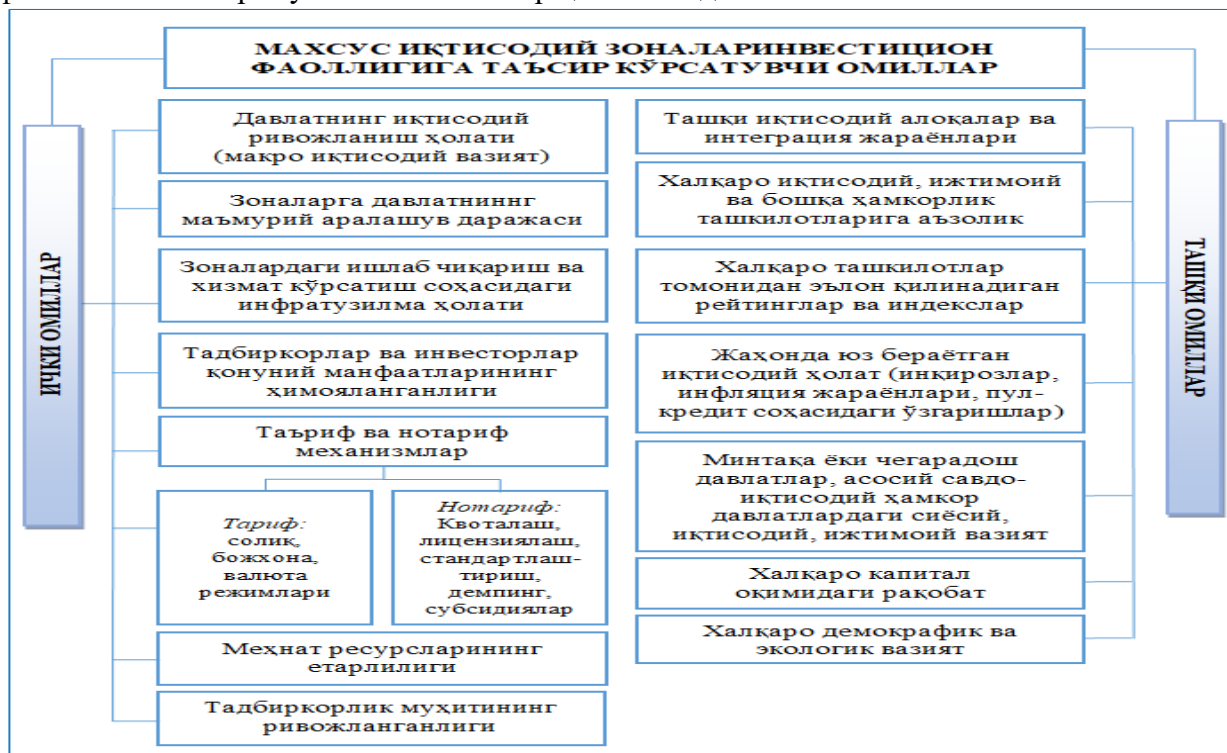 МАХСУС ИҚТИСОДИЙ ЗОНАЛАРИНВЕСТИЦИОН
ФАОЛЛИГИГА ТАЪСИР КЎРСАТУВЧИ ОМИЛЛАР
ИЧКИ ОМИЛЛАР
Давлатнинг иқтисодий
ривожланиш ҳолати
(макро иқтисодий вазият)
Зоналарга давлатниннг
маъмурий аралашув даражаси
Зоналардаги ишлаб чиқариш ва
хизмат кўрсатиш соҳасидаги
инфратузилма ҳолати
Тадбиркорлар ва инвесторлар
қонуний манфаатларининг
ҳимояланганлиги
Таъриф ва нотариф
механизмлар
Тариф:
солиқ,
божхона,
валюта
режимлари
Нотариф:
Квоталаш,
лицензиялаш,
стандартлаш-
тириш,
демпинг,
субсидиялар
Меҳнат ресурсларининг
етарлилиги
Тадбиркорлик муҳитининг
ривожланганлиги
Ташқи иқтисодий алоқалар ва
интеграция жараёнлари
Халқаро иқтисодий, ижтимоий
ва бошқа ҳамкорлик
ташкилотларига аъзолик
Халқаро ташкилотлар
томонидан эълон қилинадиган
рейтинглар ва индекслар
Жаҳонда юз бераётган
иқтисодий ҳолат (инқирозлар,
инфляция жараёнлари, пул-
кредит соҳасидаги ўзгаришлар)
Минтақа ёки чегарадош
давлатлар, асосий савдо-
иқтисодий ҳамкор
давлатлардаги сиёсий,
иқтисодий, ижтимоий вазият
Халқаро капитал
оқимидаги рақобат
Халқаро демокрафик ва
экологик вазият
ТАШҚИ ОМИЛЛАР